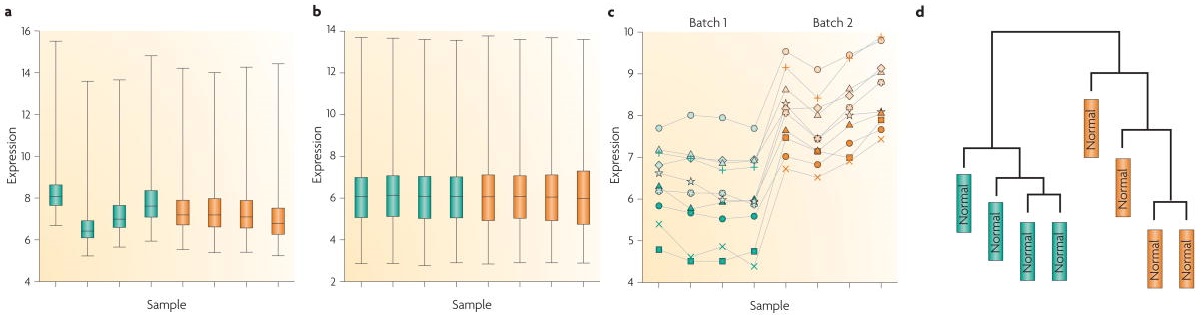 a
16
14
12
10
8
6
4
Expression
Sample
b
14
12
10
8
6
4
2
Expression
Sample
c
Batch 1 Batch 2
10
9
8
7
6
5
4
Expression
Sample
d
Normal
Normal
Normal
Normal
Normal
Normal
Normal
Normal